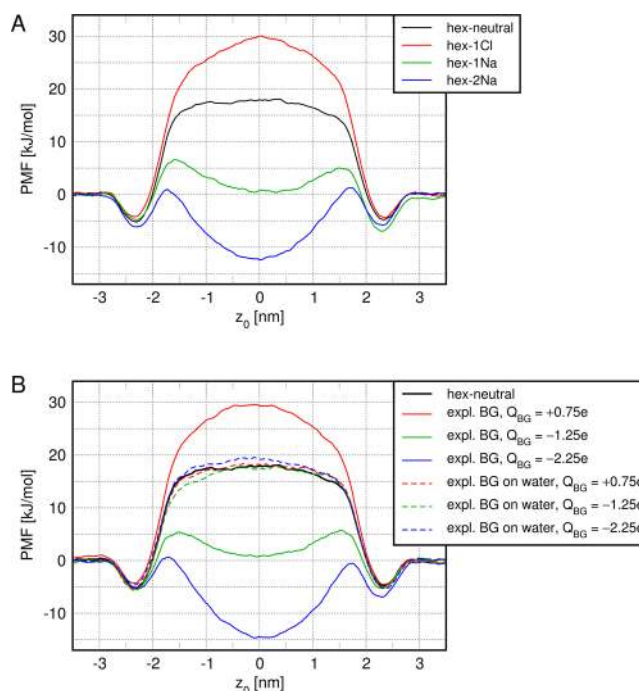 A
hex-neutral
hex-1Cl
hex-1Na
hex-2Na
PMF [kJ/mol]
30
20
10
0
-10
-3 -2 -1 0 1 2 3
z0 [nm]
B
hex-neutral
expl. BG, QBG = +0.75e
expl. BG, QBG = −1.25e
expl. BG, QBG = −2.25e
expl. BG on water, QBG = +0.75e
expl. BG on water, QBG = −1.25e
expl. BG on water, QBG = −2.25e
PMF [kJ/mol]
30
20
10
0
-10
-3 -2 -1 0 1 2 3
z0 [nm]